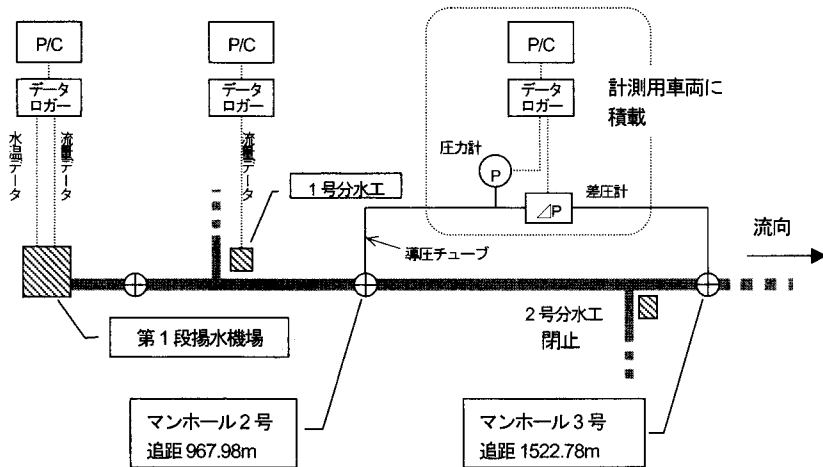 P/C
P/C
P/C
データ
ロガー
データ
ロガー
データ
ロガー
計測用車両に
積載
水温データ
流量データ
流量データ
圧力計
P
⊿P
差圧計
1号分水工
導圧チューブ
流向
第1段揚水機場
2号分水工
閉止
マンホール2号
追距 967.98m
マンホール3号
追距 1522.78m